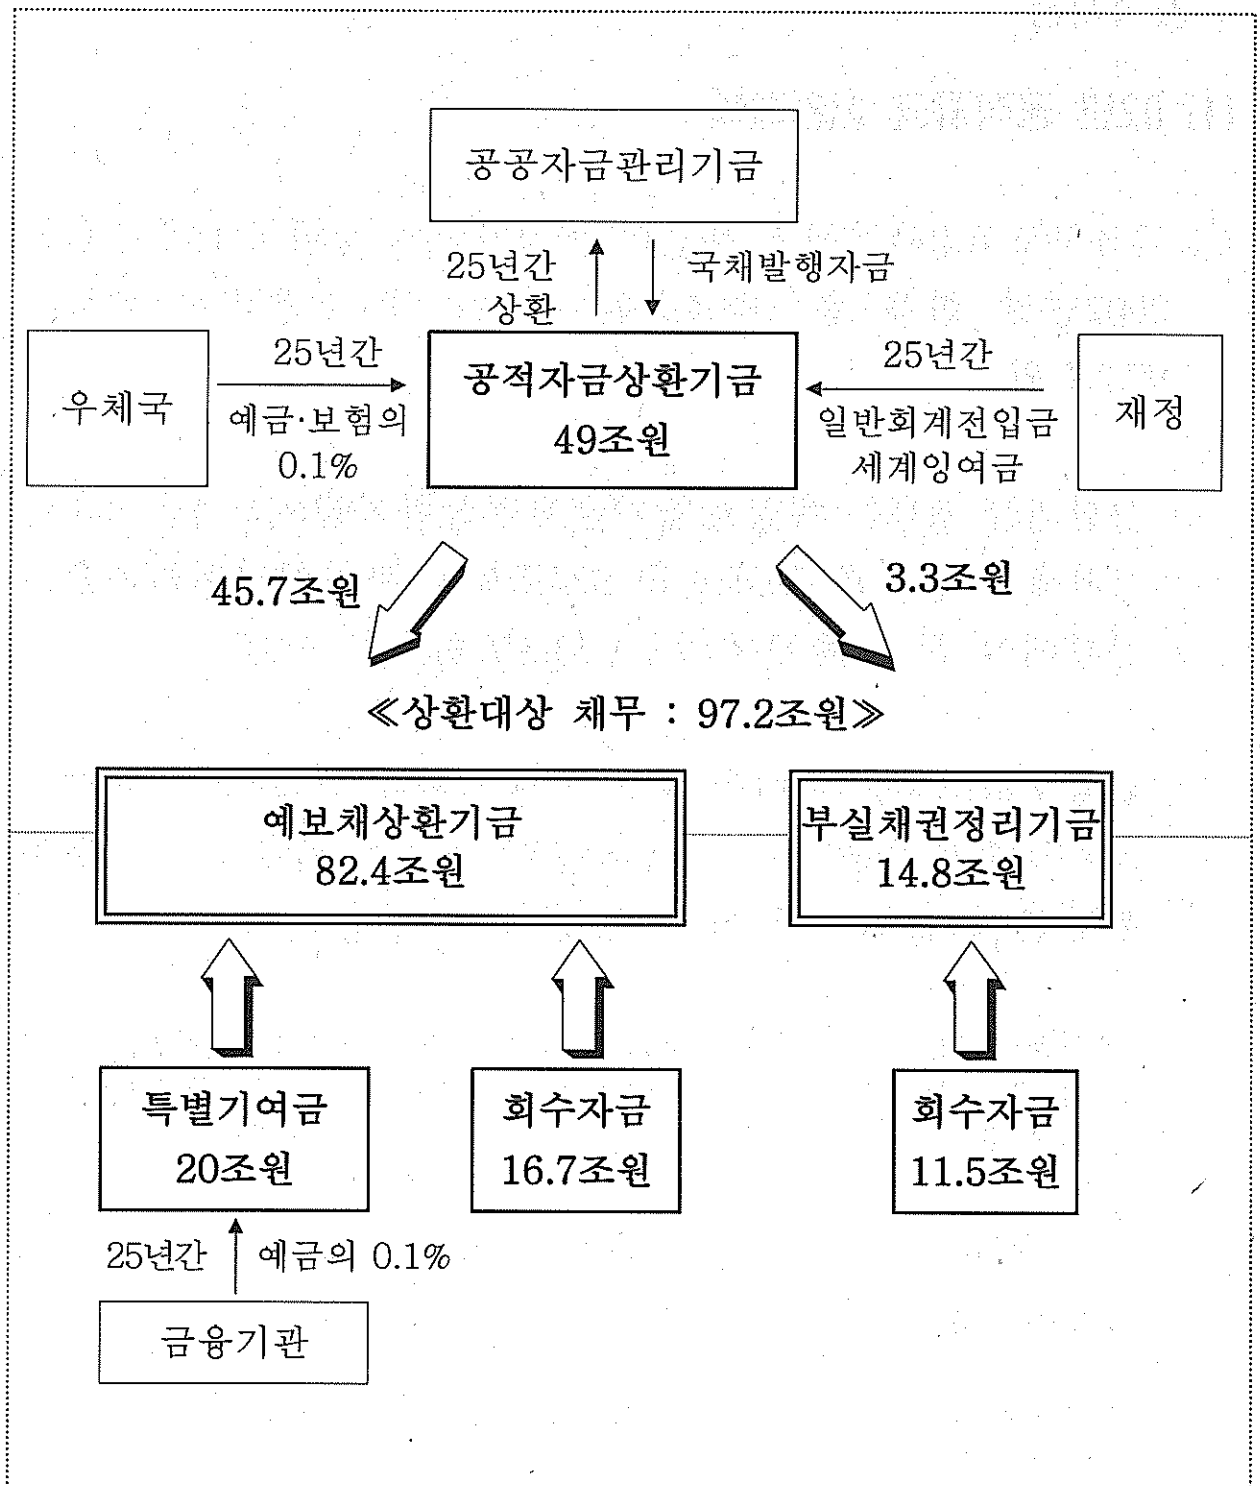 공공자금관리기금
25년간
상환
국채발행자금
우체국
25년간
예금·보험의
0.1%
공적자금상환기금
49조원
25년간
일반회계전입금
세계잉여금
재정
45.7조원
3.3조원
≪상환대상 채무 : 97.2조원≫
예보채상환기금
82.4조원
부실채권정리기금
14.8조원
특별기여금
20조원
회수자금
16.7조원
회수자금
11.5조원
25년간
예금의 0.1%
금융기관